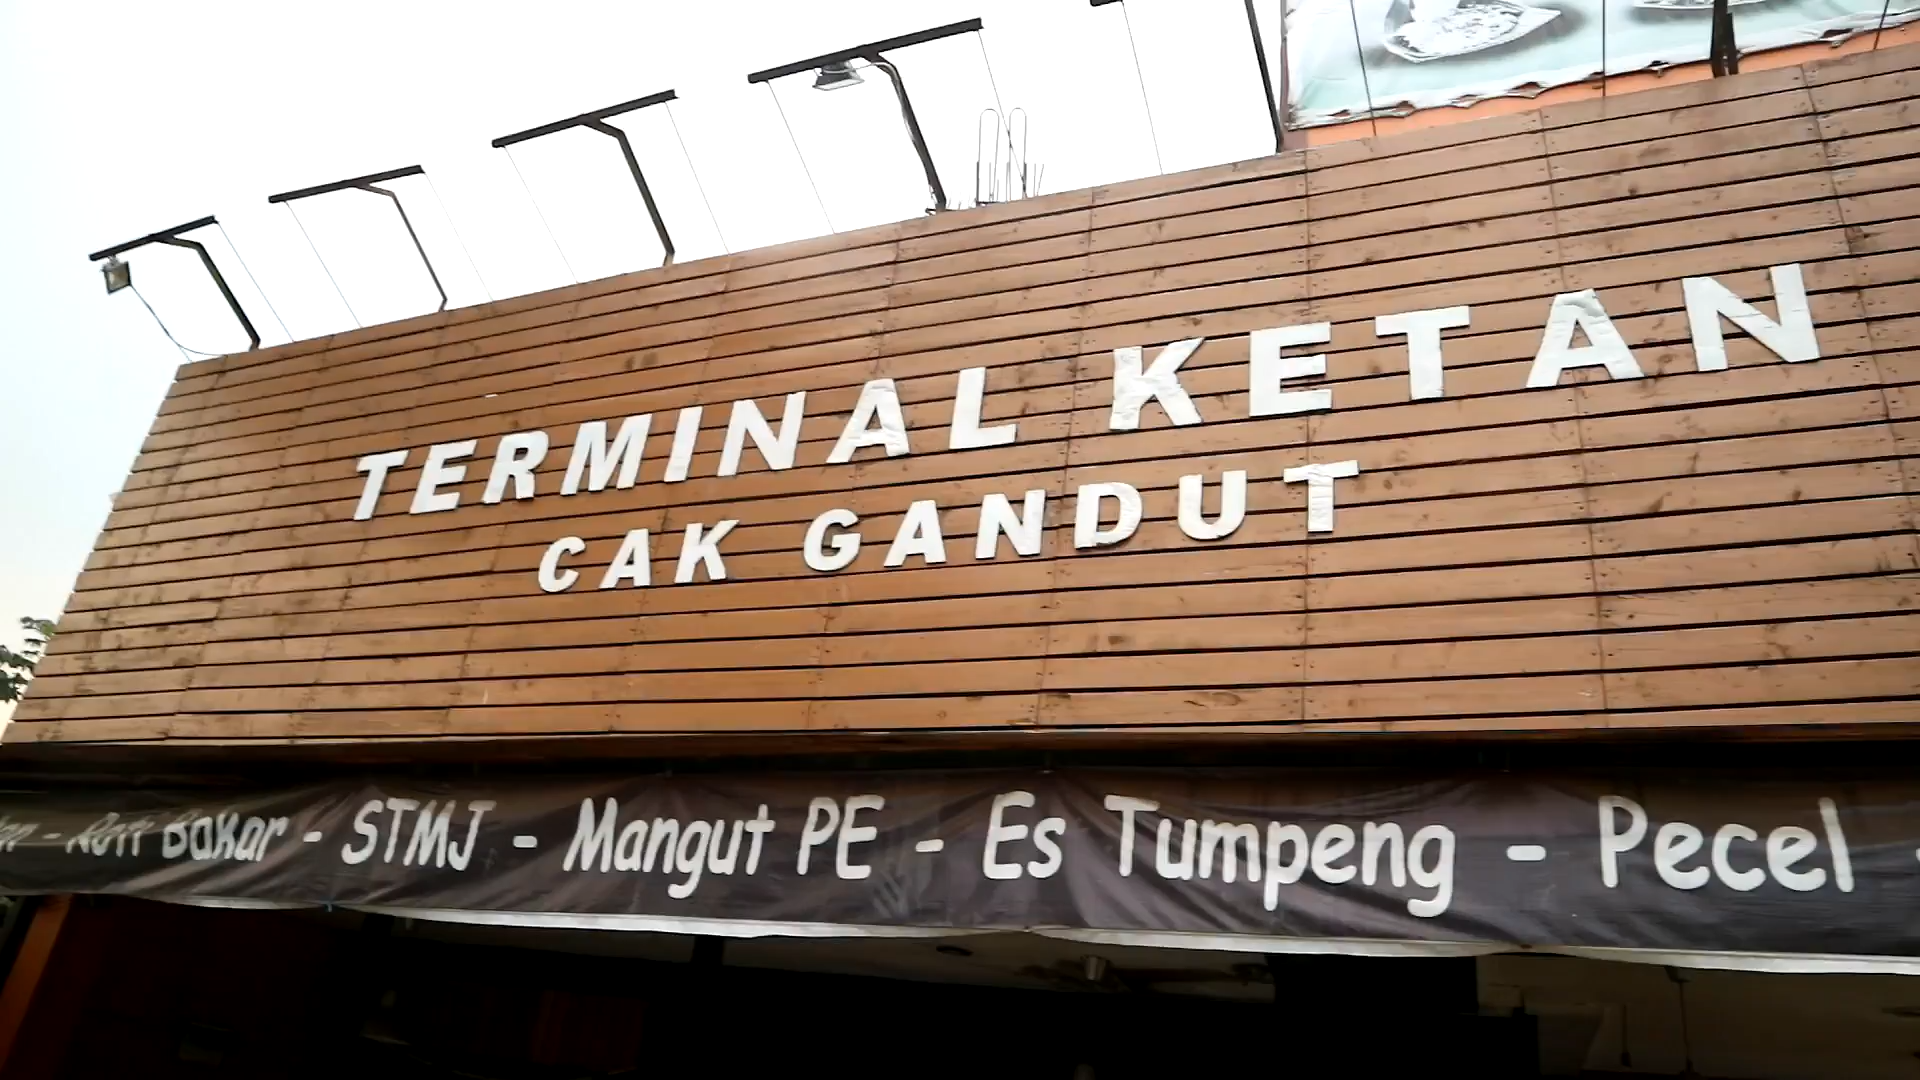 TERMINAL KETAN
CAK GANDUT
- Roti Bakar - STMJ - Mangut PE - Es Tumpeng - Pecel -